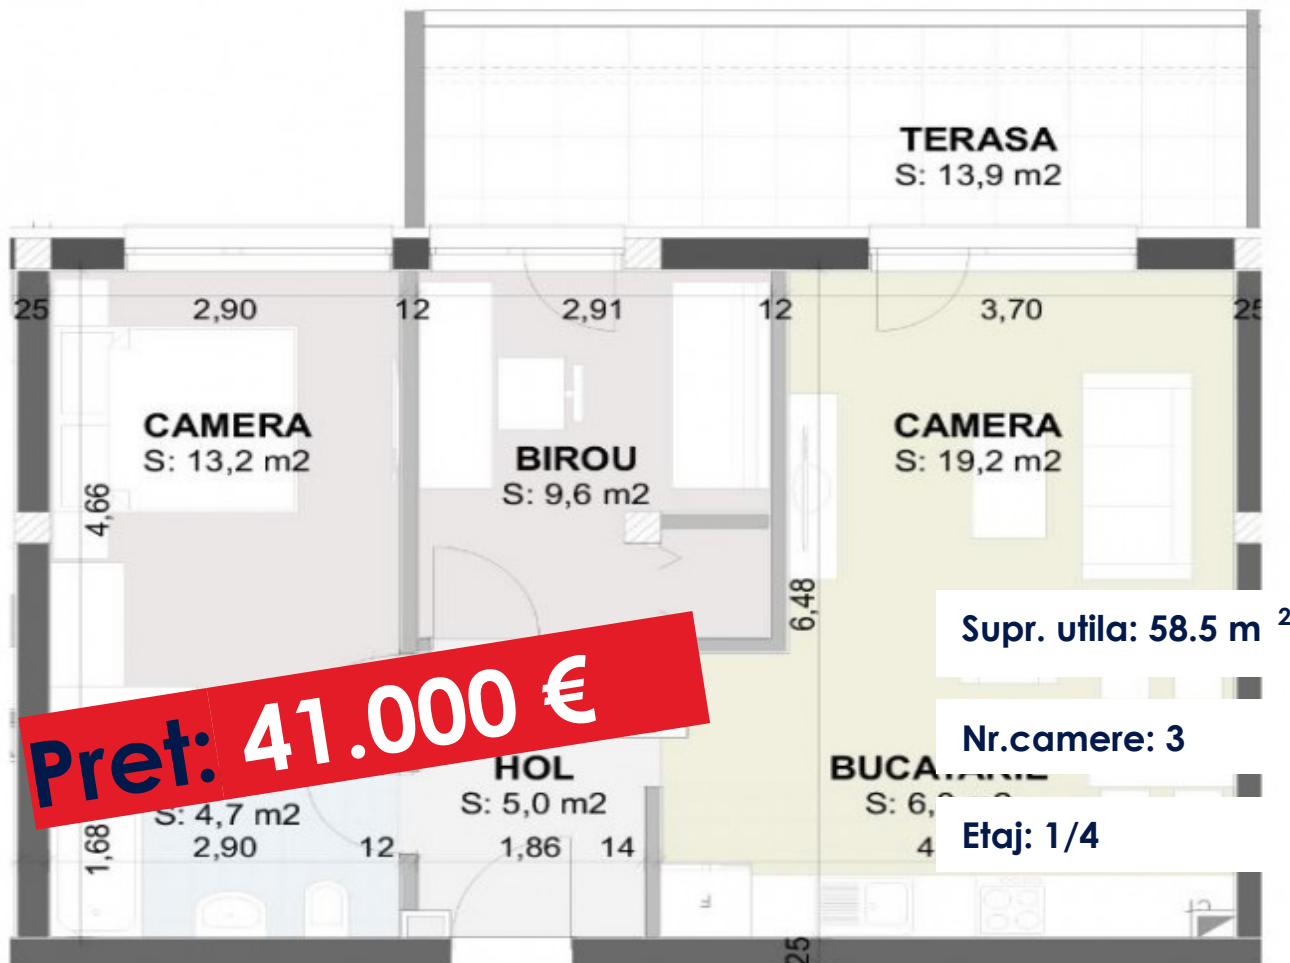 TERASA
S: 13,9 m2
25
2,90
12
2,91
12
3,70
25
CAMERA
S: 13,2 m2
BIROU
S: 9,6 m2
CAMERA
S: 19,2 m2
4,66
6,48
Supr. utila: 58.5 m 2
Pret: 41.000 €
Nr.camere: 3
HOL
S: 5,0 m2
BUCATARIE
S: 4,7 m2
Etaj: 1/4
1,68
2,90
12
1,86
14
4
25